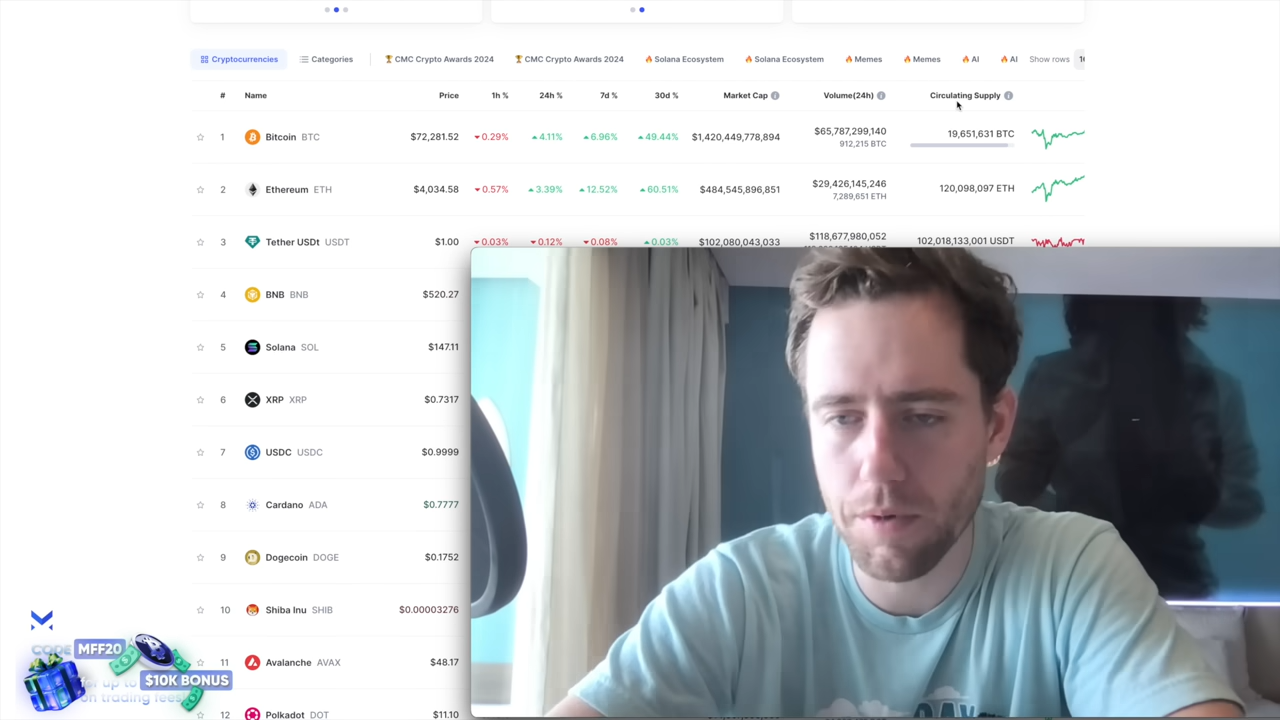 Cryptocurrencies Categories CMC Crypto Awards 2024 CMC Crypto Awards 2024 Solana Ecosystem Solana Ecosystem Memes Memes AI AI Show rows
# Name Price 1h % 24h % 7d % 30d % Market Cap Volume(24h) Circulating Supply
1 Bitcoin BTC $72,281.52 0.29% 4.11% 6.96% 49.44% $1,420,449,778,894 $65,787,299,140 19,651,631 BTC
912,215 BTC
2 Ethereum ETH $4,034.58 0.57% 3.39% 12.52% 60.51% $484,545,896,851 $29,426,145,246 120,098,097 ETH
7,289,651 ETH
3 Tether USDt USDT $1.00 0.03% 0.12% 0.08% 0.03% $102,080,043,033 $118,677,980,052 102,018,133,001 USDT
4 BNB BNB $520.27
5 Solana SOL $147.11
6 XRP XRP $0.7317
7 USDC USDC $0.9999
8 Cardano ADA $0.7777
9 Dogecoin DOGE $0.1752
10 Shiba Inu SHIB $0.00003276
11 Avalanche AVAX $48.17
12 Polkadot DOT $11.10
CODE MFF20
$10K BONUS
up to
on trading fees